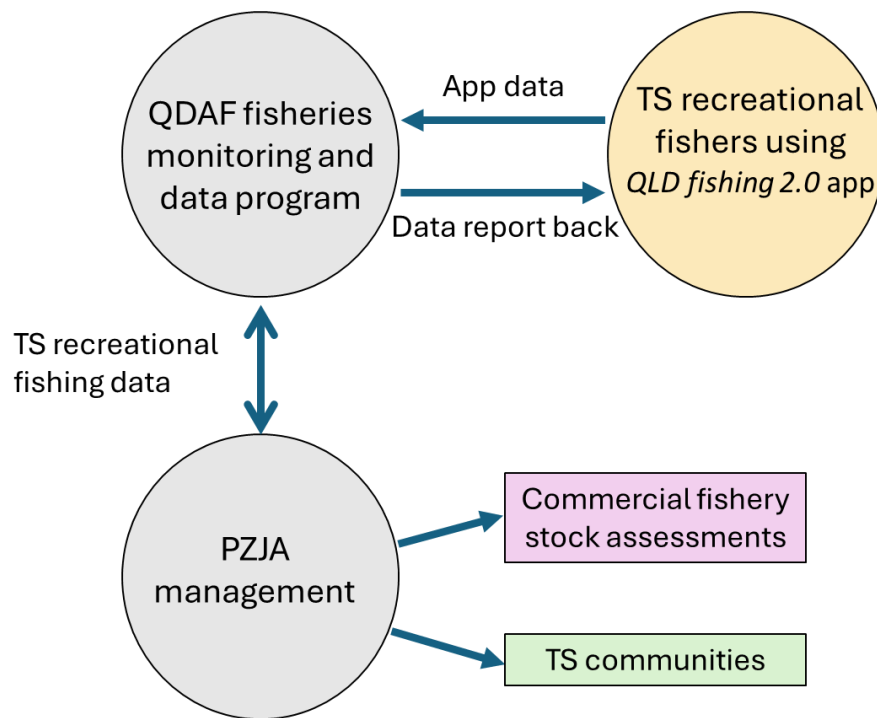 QDAF fisheries
monitoring and
data program
App data
TS recreational
fishers using
QLD fishing 2.0 app
Data report back
TS recreational
fishing data
PZJA
management
Commercial fishery
stock assessments
TS communities